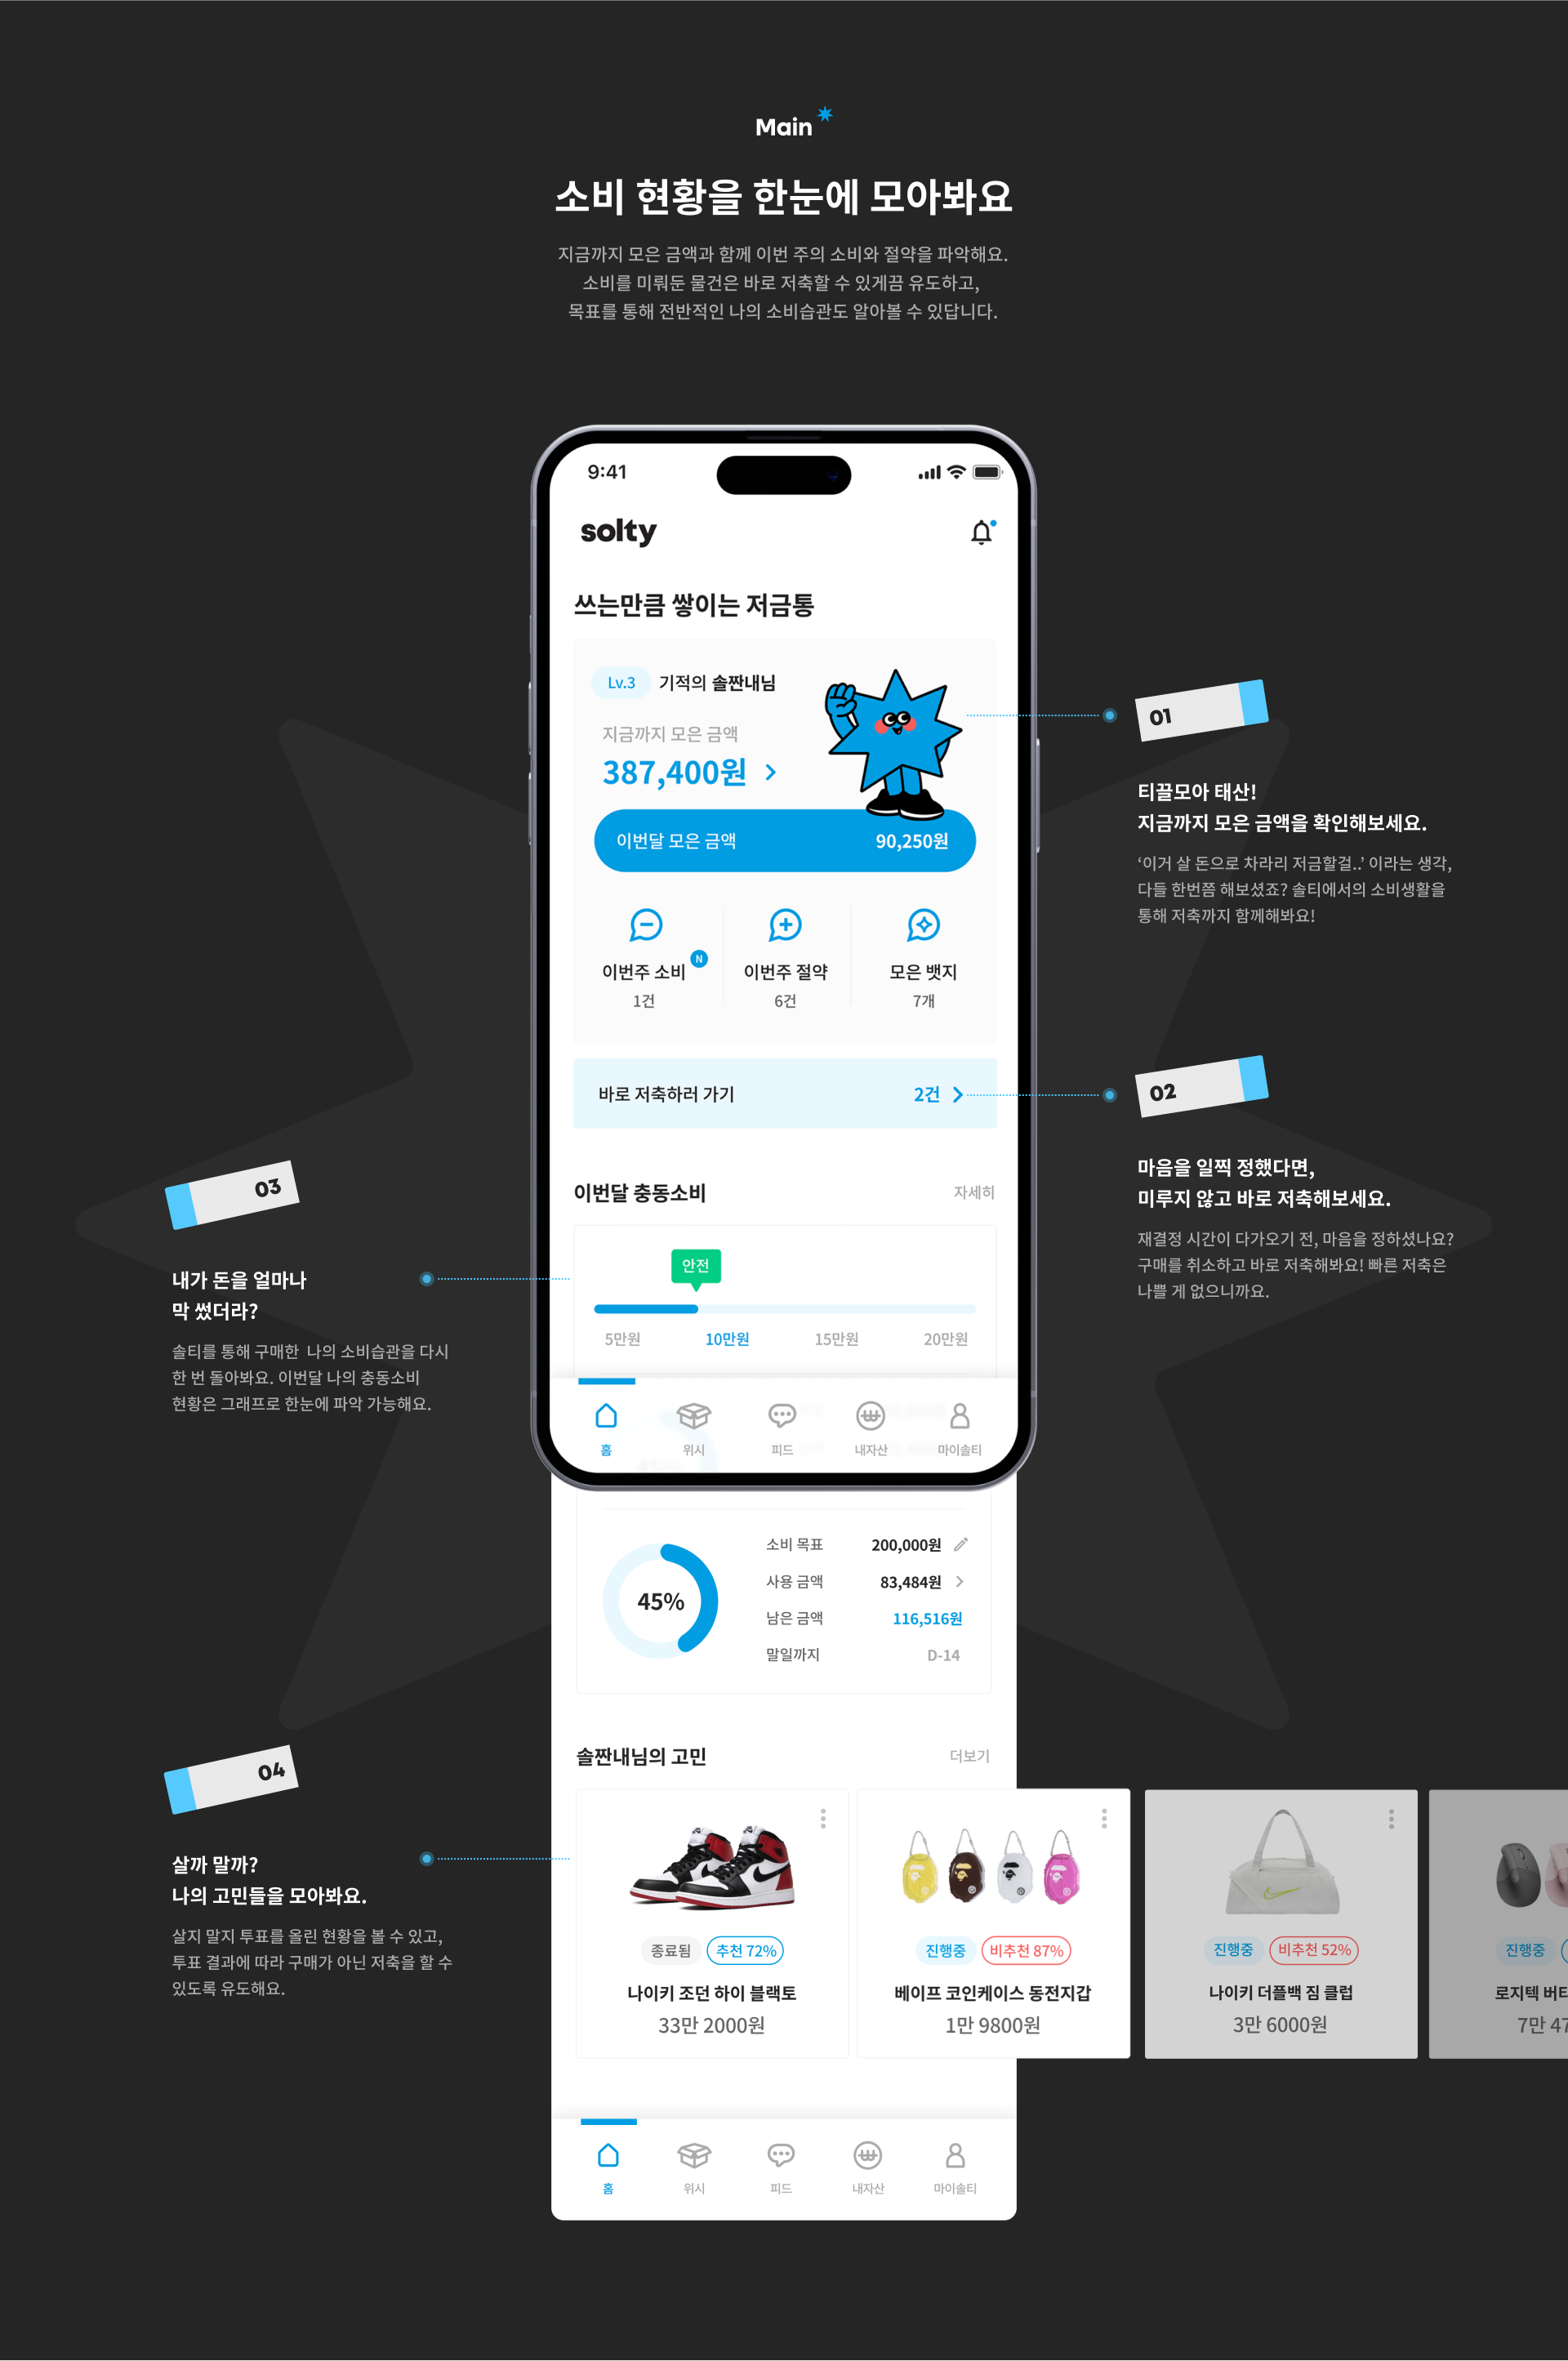 Main
소비 현황을 한눈에 모아봐요
지금까지 모은 금액과 함께 이번 주의 소비와 절약을 파악해요.
소비를 미뤄둔 물건은 바로 저축할 수 있게끔 유도하고,
목표를 통해 전반적인 나의 소비습관도 알아볼 수 있답니다.
9:41
solty
쓰는만큼 쌓이는 저금통
Lv.3 기적의 솔짠내님
지금까지 모은 금액
387,400원
이번달 모은 금액 90,250원
이번주 소비 N
1건
이번주 절약
6건
모은 뱃지
7개
바로 저축하러 가기 2건
이번달 충동소비 자세히
안전
5만원 10만원 15만원 20만원
홈 위시 피드 내자산 마이솔티
01
티끌모아 태산!
지금까지 모은 금액을 확인해보세요.
‘이거 살 돈으로 차라리 저금할걸..’ 이라는 생각,
다들 한번쯤 해보셨죠? 솔티에서의 소비생활을
통해 저축까지 함께해봐요!
02
마음을 일찍 정했다면,
미루지 않고 바로 저축해보세요.
재결정 시간이 다가오기 전, 마음을 정하셨나요?
구매를 취소하고 바로 저축해봐요! 빠른 저축은
나쁠 게 없으니까요.
03
내가 돈을 얼마나
막 썼더라?
솔티를 통해 구매한 나의 소비습관을 다시
한 번 돌아봐요. 이번달 나의 충동소비
현황은 그래프로 한눈에 파악 가능해요.
45%
소비 목표 200,000원
사용 금액 83,484원
남은 금액 116,516원
말일까지 D-14
04
살까 말까?
나의 고민들을 모아봐요.
살지 말지 투표를 올린 현황을 볼 수 있고,
투표 결과에 따라 구매가 아닌 저축을 할 수
있도록 유도해요.
솔짠내님의 고민 더보기
종료됨 추천 72%
나이키 조던 하이 블랙토
33만 2000원
진행중 비추천 87%
베이프 코인케이스 동전지갑
1만 9800원
진행중 비추천 52%
나이키 더플백 짐 클럽
3만 6000원
진행중
로지텍
7만
홈 위시 피드 내자산 마이솔티